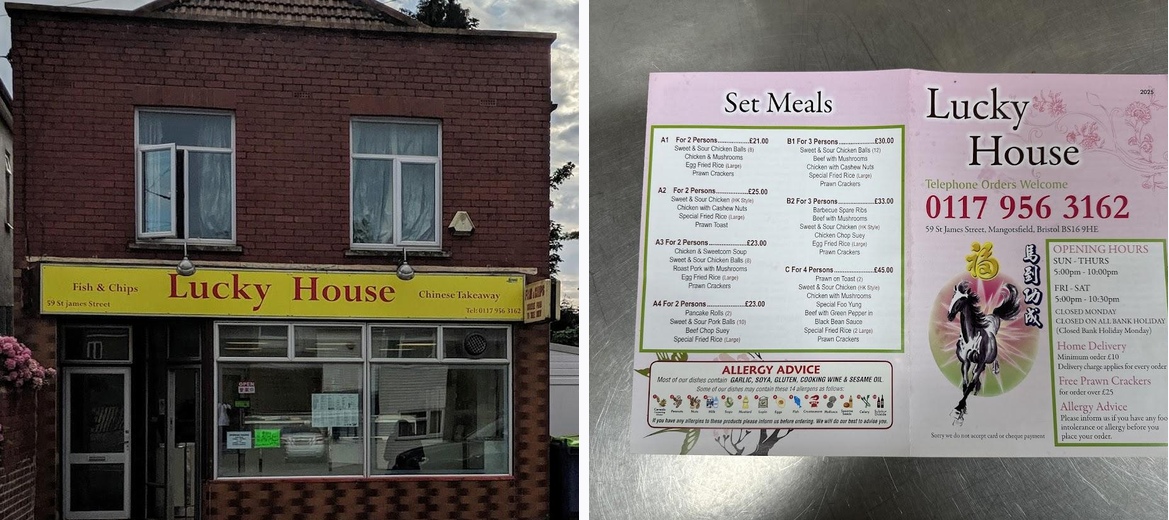 Fish & Chips
Lucky House
Chinese Takeaway
59 St james Street
Tel: 0117 956 3162
FISH & CHIPS
OPEN
Set Meals
A1 For 2 Persons..............£21.00
Sweet & Sour Chicken Balls (8)
Chicken & Mushrooms
Egg Fried Rice (Large)
Prawn Crackers
A2 For 2 Persons..............£25.00
Sweet & Sour Chicken (HK Style)
Chicken with Cashew Nuts
Special Fried Rice (Large)
Prawn Toast
A3 For 2 Persons..............£23.00
Chicken & Sweetcorn Soup
Sweet & Sour Chicken Balls (8)
Roast Pork with Mushrooms
Egg Fried Rice (Large)
Prawn Crackers
A4 For 2 Persons..............£23.00
Pancake Rolls (2)
Sweet & Sour Pork Balls (10)
Beef Chop Suey
Special Fried Rice (Large)
B1 For 3 Persons..............£30.00
Sweet & Sour Chicken Balls (12)
Beef with Mushrooms
Chicken with Cashew Nuts
Special Fried Rice (Large)
Prawn Crackers
B2 For 3 Persons..............£33.00
Barbecue Spare Ribs
Beef with Mushrooms
Sweet & Sour Chicken (HK Style)
Chicken Chop Suey
Egg Fried Rice (Large)
Prawn Crackers
C For 4 Persons..............£45.00
Prawn on Toast (2)
Sweet & Sour Chicken (HK Style)
Chicken with Mushrooms
Special Foo Yung
Beef with Green Pepper in
Black Bean Sauce
Special Fried Rice (2 Large)
Prawn Crackers
ALLERGY ADVICE
Most of our dishes contain GARLIC, SOYA, GLUTEN, COOKING WINE & SESAME OIL
Some of our dishes may contain these 14 allergens as follows:
If you have any allergies to these products please inform us before ordering. We will do our best to advise you.
2025
Lucky
House
Telephone Orders Welcome
0117 956 3162
59 St James Street, Mangotsfield, Bristol BS16 9HE
福
馬到功成
OPENING HOURS
SUN - THURS
5:00pm - 10:00pm
FRI - SAT
5:00pm - 10:30pm
CLOSED MONDAY
CLOSED ON ALL BANK HOLIDAY
(Closed Bank Holiday Monday)
Home Delivery
Minimum order £10
Delivery charge applies for every order
Free Prawn Crackers
for order over £25
Allergy Advice
Please inform us if you have any
intolerance or allergy before you
place your order.
Sorry we do not accept card or cheque payment